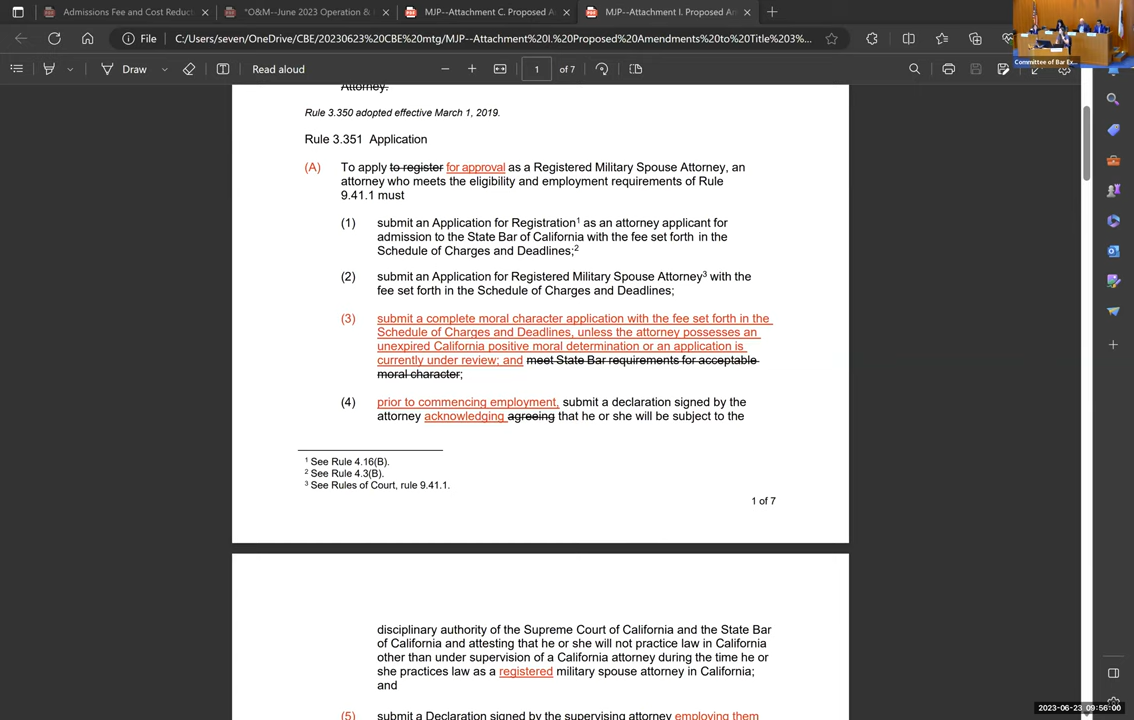 Admissions Fee and Cost Reduc
*O&M--June 2023 Operation &
MJP--Attachment C. Proposed A
MJP--Attachment I. Proposed Am
File
C:/Users/seven/OneDrive/CBE/20230623%20CBE%20mtg/MJP--Attachment%20I.%20Proposed%20Amendments%20to%20Title%203%...
Committee of Bar Ex...
Draw
Read aloud
1
of 7
Attorney.
Rule 3.350 adopted effective March 1, 2019.
Rule 3.351 Application
(A) To apply to register for approval as a Registered Military Spouse Attorney, an
attorney who meets the eligibility and employment requirements of Rule
9.41.1 must
(1) submit an Application for Registration1 as an attorney applicant for
admission to the State Bar of California with the fee set forth in the
Schedule of Charges and Deadlines;2
(2) submit an Application for Registered Military Spouse Attorney3 with the
fee set forth in the Schedule of Charges and Deadlines;
(3) submit a complete moral character application with the fee set forth in the
Schedule of Charges and Deadlines, unless the attorney possesses an
unexpired California positive moral determination or an application is
currently under review; and meet State Bar requirements for acceptable
moral character;
(4) prior to commencing employment, submit a declaration signed by the
attorney acknowledging agreeing that he or she will be subject to the
1 See Rule 4.16(B).
2 See Rule 4.3(B).
3 See Rules of Court, rule 9.41.1.
1 of 7
disciplinary authority of the Supreme Court of California and the State Bar
of California and attesting that he or she will not practice law in California
other than under supervision of a California attorney during the time he or
she practices law as a registered military spouse attorney in California;
and
(5) submit a Declaration signed by the supervising attorney employing them
2023-06-23 09:56:00